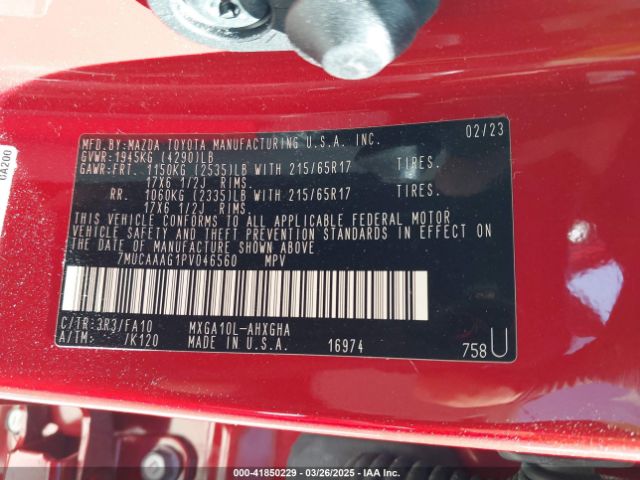 MFD. BY: MAZDA TOYOTA MANUFACTURING U.S.A. INC. 02/23
GVWR: 1945KG (4290)LB
GAWR: FRT. 1150KG (2535)LB WITH 215/65R17 TIRES.
17X6 1/2J RIMS.
RR. 1060KG (2335)LB WITH 215/65R17 TIRES.
17X6 1/2J RIMS.
THIS VEHICLE CONFORMS TO ALL APPLICABLE FEDERAL MOTOR
VEHICLE SAFETY AND THEFT PREVENTION STANDARDS IN EFFECT ON
THE DATE OF MANUFACTURE SHOWN ABOVE.
7MUCAAAG1PV046560 MPV
C/TR: 3R3/FA10 MXGA10L-AHXGHA
A/TM: /K120 MADE IN U.S.A. 16974 758 U
0A200
000-41850229 - 03/26/2025 - IAA Inc.